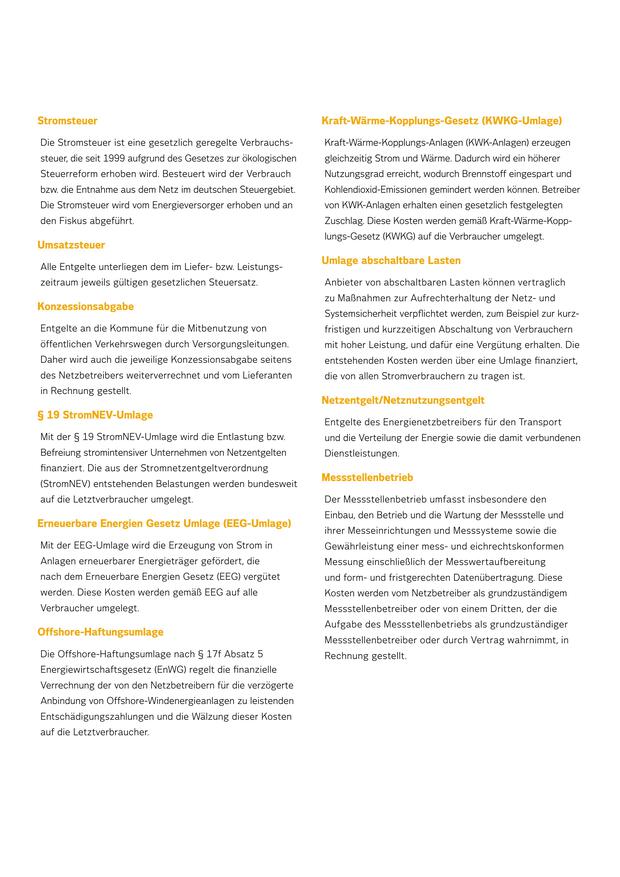 Stromsteuer
Die Stromsteuer ist eine gesetzlich geregelte Verbrauchs-
steuer, die seit 1999 aufgrund des Gesetzes zur ökologischen
Steuerreform erhoben wird. Besteuert wird der Verbrauch
bzw. die Entnahme aus dem Netz im deutschen Steuergebiet.
Die Stromsteuer wird vom Energieversorger erhoben und an
den Fiskus abgeführt.
Umsatzsteuer
Alle Entgelte unterliegen dem im Liefer- bzw. Leistungs-
zeitraum jeweils gültigen gesetzlichen Steuersatz.
Konzessionsabgabe
Entgelte an die Kommune für die Mitbenutzung von
öffentlichen Verkehrswegen durch Versorgungsleitungen.
Daher wird auch die jeweilige Konzessionsabgabe seitens
des Netzbetreibers weiterverrechnet und vom Lieferanten
in Rechnung gestellt.
§ 19 StromNEV-Umlage
Mit der § 19 StromNEV-Umlage wird die Entlastung bzw.
Befreiung stromintensiver Unternehmen von Netzentgelten
finanziert. Die aus der Stromnetzentgeltverordnung
(StromNEV) entstehenden Belastungen werden bundesweit
auf die Letztverbraucher umgelegt.
Erneuerbare Energien Gesetz Umlage (EEG-Umlage)
Mit der EEG-Umlage wird die Erzeugung von Strom in
Anlagen erneuerbarer Energieträger gefördert, die
nach dem Erneuerbare Energien Gesetz (EEG) vergütet
werden. Diese Kosten werden gemäß EEG auf alle
Verbraucher umgelegt.
Offshore-Haftungsumlage
Die Offshore-Haftungsumlage nach § 17f Absatz 5
Energiewirtschaftsgesetz (EnWG) regelt die finanzielle
Verrechnung der von den Netzbetreibern für die verzögerte
Anbindung von Offshore-Windenergieanlagen zu leistenden
Entschädigungszahlungen und die Wälzung dieser Kosten
auf die Letztverbraucher.
Kraft-Wärme-Kopplungs-Gesetz (KWKG-Umlage)
Kraft-Wärme-Kopplungs-Anlagen (KWK-Anlagen) erzeugen
gleichzeitig Strom und Wärme. Dadurch wird ein höherer
Nutzungsgrad erreicht, wodurch Brennstoff eingespart und
Kohlendioxid-Emissionen gemindert werden können. Betreiber
von KWK-Anlagen erhalten einen gesetzlich festgelegten
Zuschlag. Diese Kosten werden gemäß Kraft-Wärme-Kopp-
lungs-Gesetz (KWKG) auf die Verbraucher umgelegt.
Umlage abschaltbare Lasten
Anbieter von abschaltbaren Lasten können vertraglich
zu Maßnahmen zur Aufrechterhaltung der Netz- und
Systemsicherheit verpflichtet werden, zum Beispiel zur kurz-
fristigen und kurzzeitigen Abschaltung von Verbrauchern
mit hoher Leistung, und dafür eine Vergütung erhalten. Die
entstehenden Kosten werden über eine Umlage finanziert,
die von allen Stromverbrauchern zu tragen ist.
Netzentgelt/Netznutzungsentgelt
Entgelte des Energienetzbetreibers für den Transport
und die Verteilung der Energie sowie die damit verbundenen
Dienstleistungen.
Messstellenbetrieb
Der Messstellenbetrieb umfasst insbesondere den
Einbau, den Betrieb und die Wartung der Messstelle und
ihrer Messeinrichtungen und Messsysteme sowie die
Gewährleistung einer mess- und eichrechtskonformen
Messung einschließlich der Messwertaufbereitung
und form- und fristgerechten Datenübertragung. Diese
Kosten werden vom Netzbetreiber als grundzuständigem
Messstellenbetreiber oder von einem Dritten, der die
Aufgabe des Messstellenbetriebs als grundzuständiger
Messstellenbetreiber oder durch Vertrag wahrnimmt, in
Rechnung gestellt.